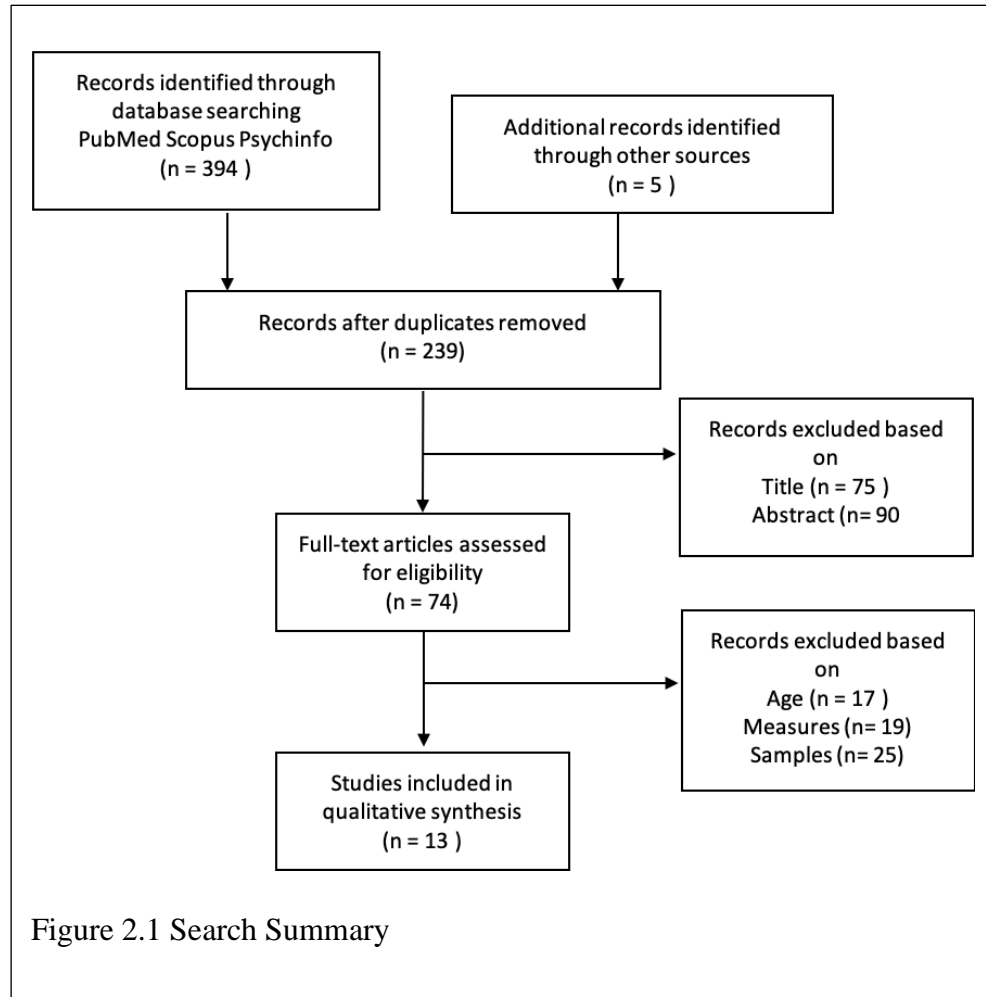 Records identified through
database searching
PubMed Scopus Psychinfo
(n = 394 )
Additional records identified
through other sources
(n = 5 )
Records after duplicates removed
(n = 239)
Records excluded based
on
Title (n = 75 )
Abstract (n= 90
Full-text articles assessed
for eligibility
(n = 74)
Records excluded based
on
Age (n = 17 )
Measures (n= 19)
Samples (n= 25)
Studies included in
qualitative synthesis
(n = 13 )
Figure 2.1 Search Summary